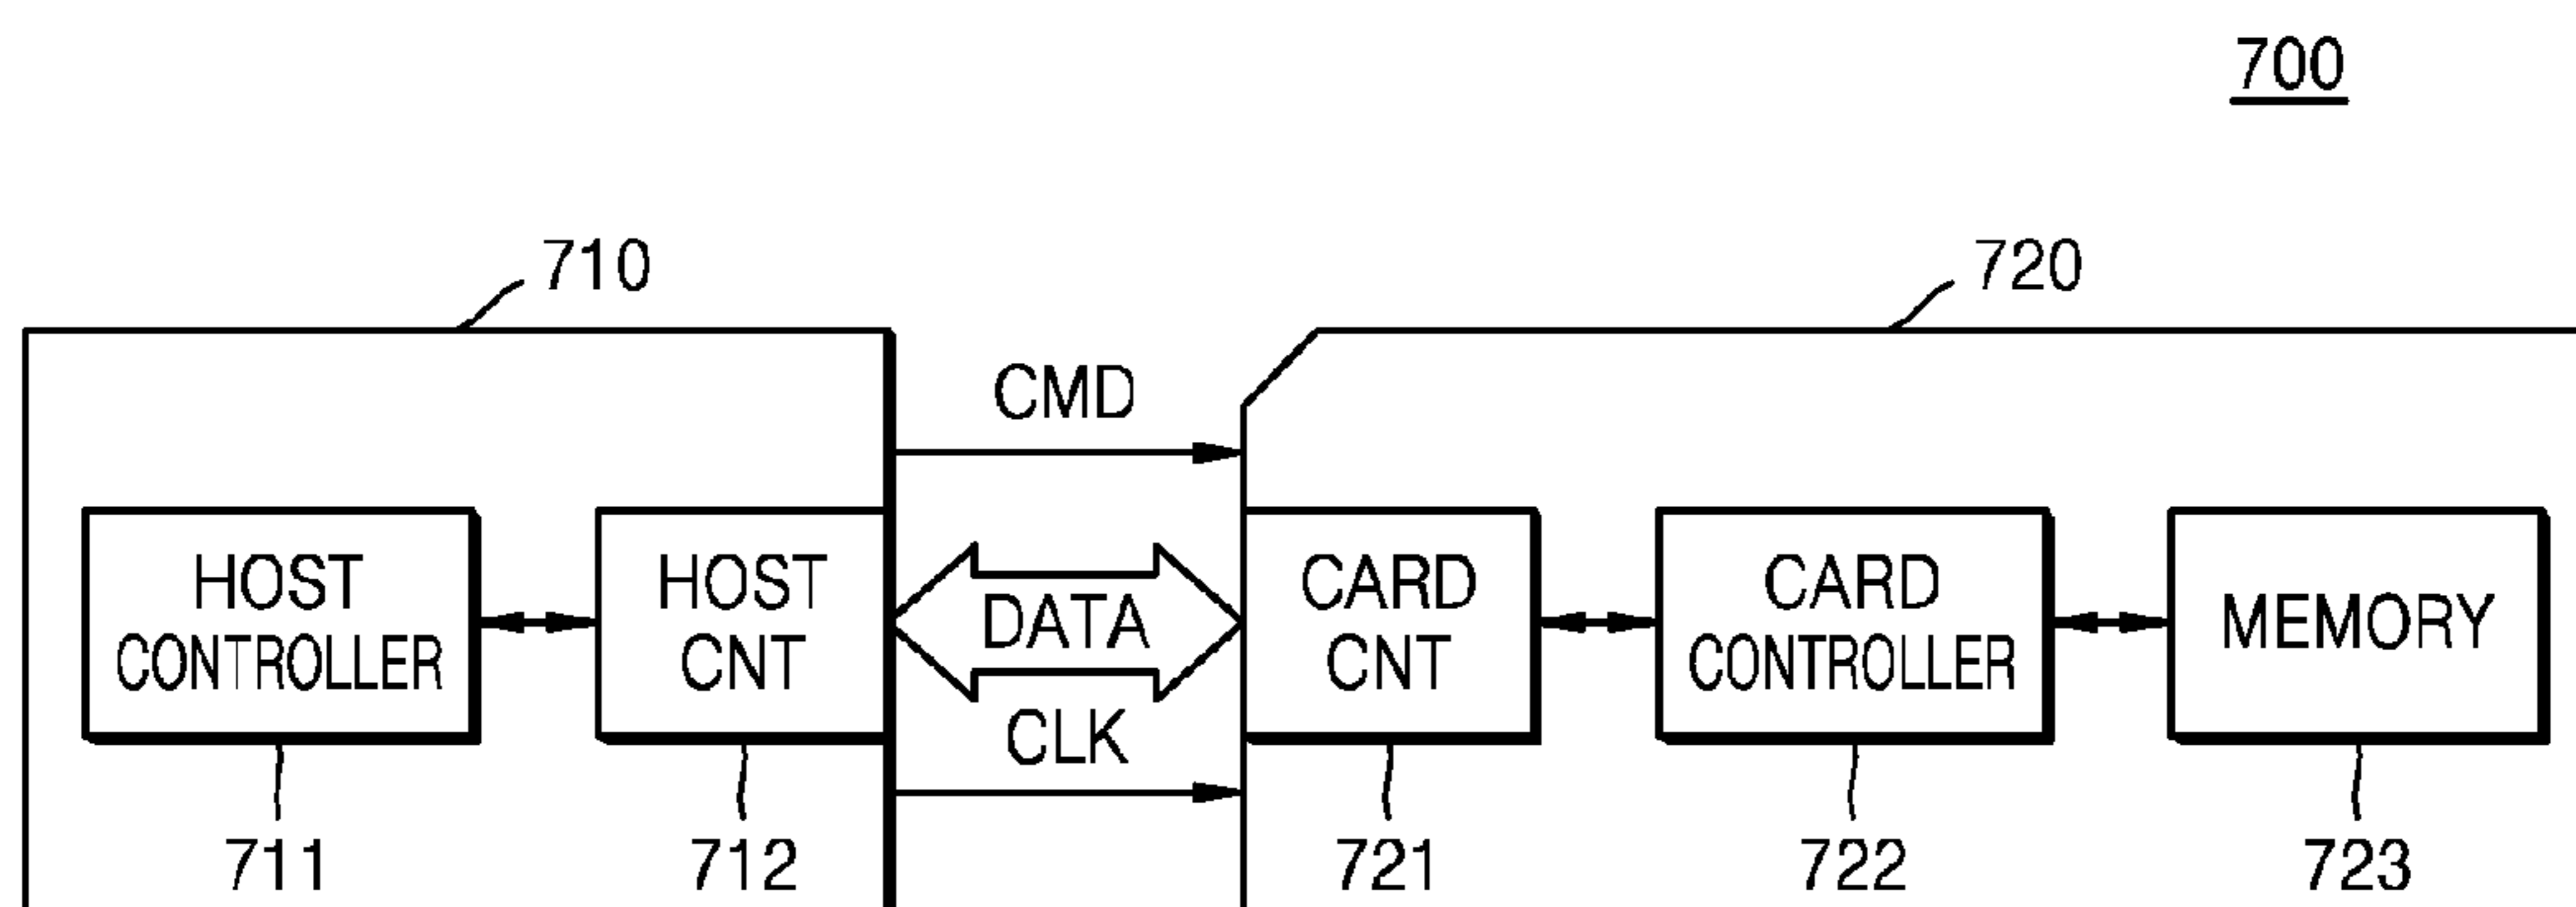 700
710
720
CMD
HOST
CONTROLLER
HOST
CNT
DATA
CLK
CARD
CNT
CARD
CONTROLLER
MEMORY
711
712
721
722
723